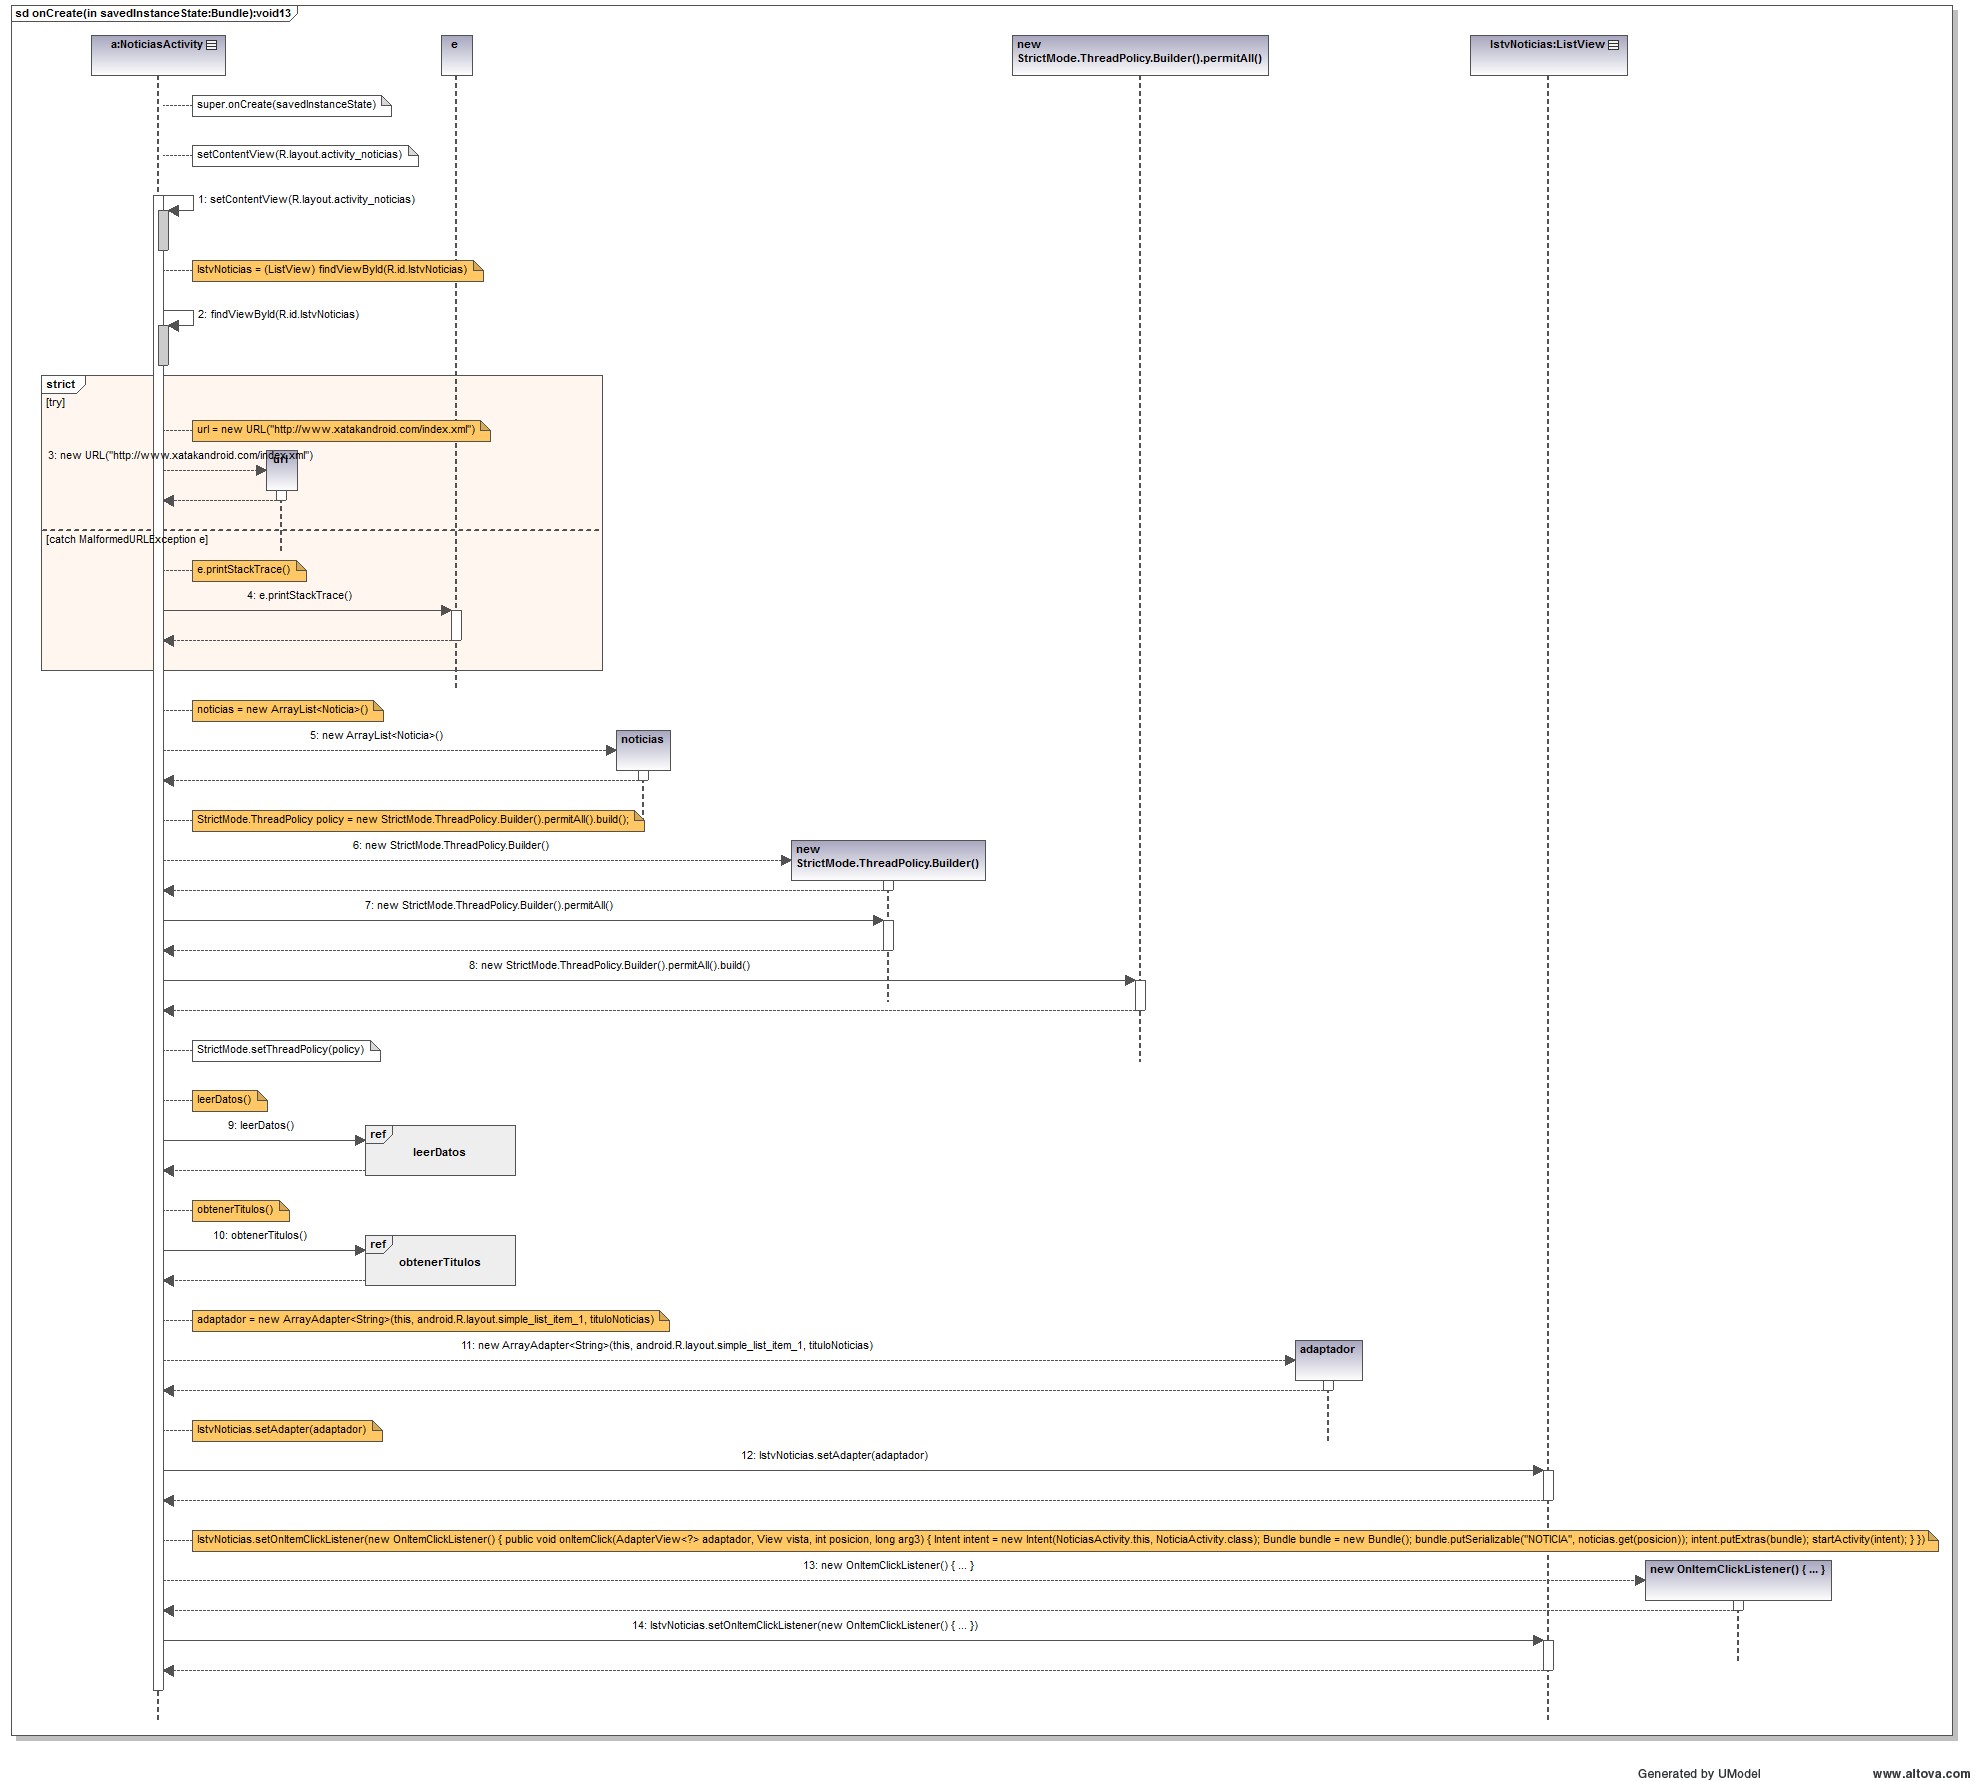 sd onCreate(in savedInstanceState:Bundle):void13
a:NoticiasActivity
e
new
StrictMode.ThreadPolicy.Builder().permitAll()
lstvNoticias:ListView
super.onCreate(savedInstanceState)
setContentView(R.layout.activity_noticias)
1: setContentView(R.layout.activity_noticias)
lstvNoticias = (ListView) findViewById(R.id.lstvNoticias)
2: findViewById(R.id.lstvNoticias)
strict
[try]
url = new URL("http://www.xatakandroid.com/index.xml")
3: new URL("http://www.xatakandroid.com/index.xml")
url
[catch MalformedURLException e]
e.printStackTrace()
4: e.printStackTrace()
noticias = new ArrayList<Noticia>()
5: new ArrayList<Noticia>()
noticias
StrictMode.ThreadPolicy policy = new StrictMode.ThreadPolicy.Builder().permitAll().build();
6: new StrictMode.ThreadPolicy.Builder()
new
StrictMode.ThreadPolicy.Builder()
7: new StrictMode.ThreadPolicy.Builder().permitAll()
8: new StrictMode.ThreadPolicy.Builder().permitAll().build()
StrictMode.setThreadPolicy(policy)
leerDatos()
9: leerDatos()
ref
leerDatos
obtenerTitulos()
10: obtenerTitulos()
ref
obtenerTitulos
adaptador = new ArrayAdapter<String>(this, android.R.layout.simple_list_item_1, tituloNoticias)
11: new ArrayAdapter<String>(this, android.R.layout.simple_list_item_1, tituloNoticias)
adaptador
lstvNoticias.setAdapter(adaptador)
12: lstvNoticias.setAdapter(adaptador)
lstvNoticias.setOnItemClickListener(new OnItemClickListener() { public void onItemClick(AdapterView<?> adaptador, View vista, int posicion, long arg3) { Intent intent = new Intent(NoticiasActivity.this, NoticiaActivity.class); Bundle bundle = new Bundle(); bundle.putSerializable("NOTICIA", noticias.get(posicion)); intent.putExtras(bundle); startActivity(intent); } })
13: new OnItemClickListener() { ... }
new OnItemClickListener() { ... }
14: lstvNoticias.setOnItemClickListener(new OnItemClickListener() { ... })
Generated by UModel
www.altova.com